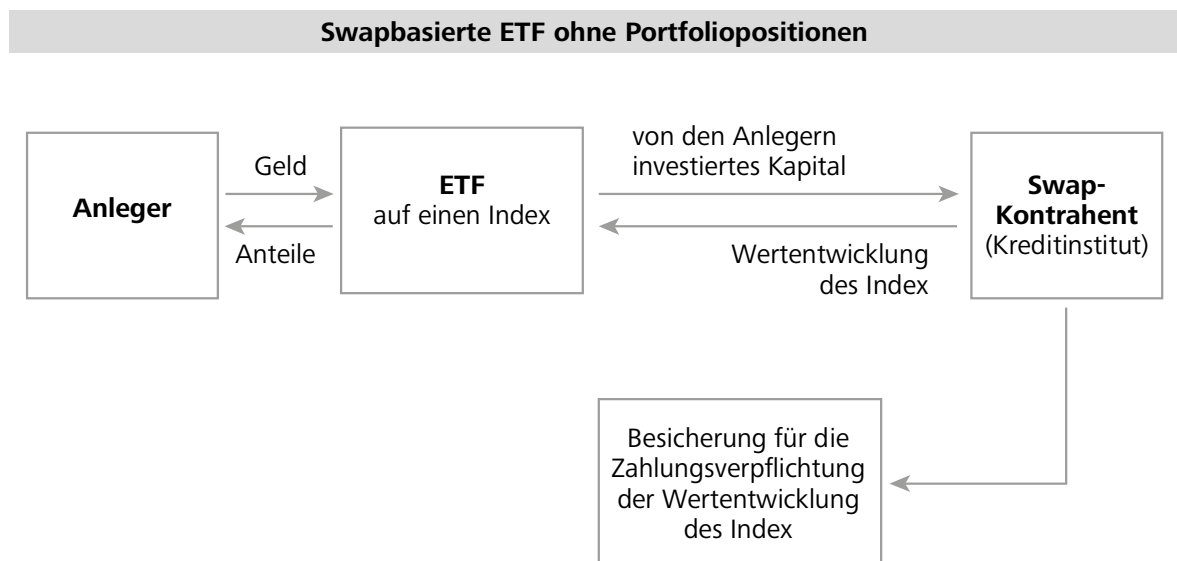 Swapbasierte ETF ohne Portfoliopositionen
Anleger
Geld
Anteile
ETF
auf einen Index
von den Anlegern
investiertes Kapital
Wertentwicklung
des Index
Swap-
Kontrahent
(Kreditinstitut)
Besicherung für die
Zahlungsverpflichtung
der Wertentwicklung
des Index